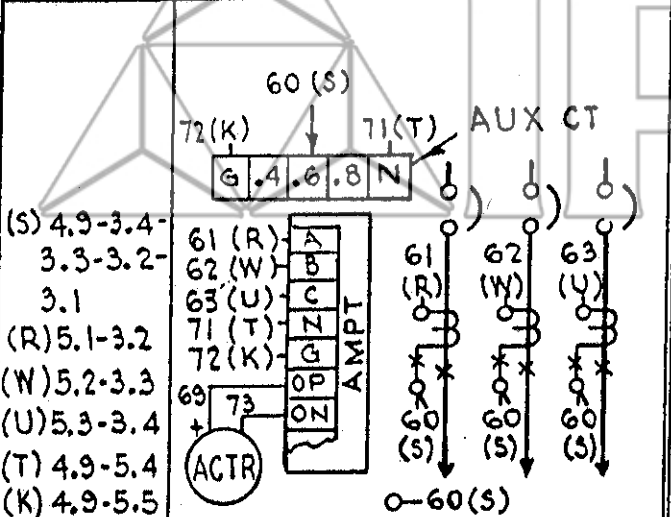 60 (S)
72(K)
71(T)
AUX CT
G .4 .6 .8 N
(S) 4.9-3.4-
3.3-3.2-
3.1
(R) 5.1-3.2
(W) 5.2-3.3
(U) 5.3-3.4
(T) 4.9-5.4
(K) 4.9-5.5
61 (R) A
62 (W) B
63 (U) C
71 (T) N
72 (K) G
OP
ON
AMPT
69
73
+
ACTR
61
(R)
62
(W)
63
(U)
60
(S)
60
(S)
60
(S)
60(S)